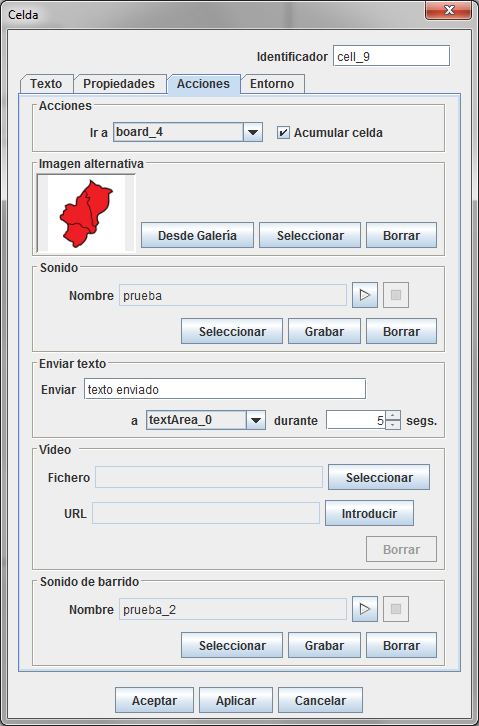 Celda
Identificador cell_9
Texto Propiedades Acciones Entorno
Acciones
Ir a board_4 Acumular celda
Imagen alternativa
Desde Galería Seleccionar Borrar
Sonido
Nombre prueba
Seleccionar Grabar Borrar
Enviar texto
Enviar texto enviado
a textArea_0 durante 5 segs.
Vídeo
Fichero Seleccionar
URL Introducir
Borrar
Sonido de barrido
Nombre prueba_2
Seleccionar Grabar Borrar
Aceptar Aplicar Cancelar